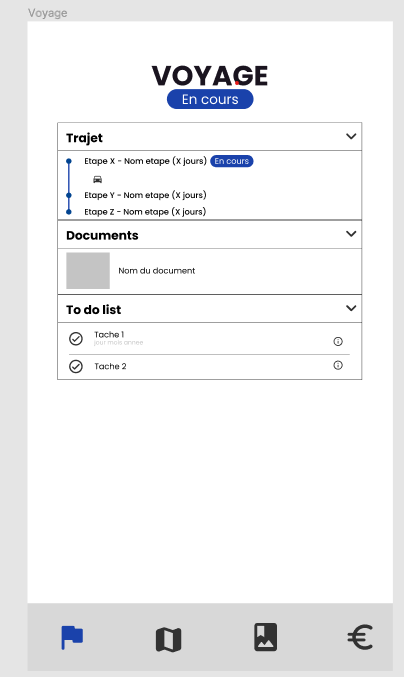 Voyage
VOYAGE
En cours
Trajet
Etape X - Nom etape (X jours) En cours
Etape Y - Nom etape (X jours)
Etape Z - Nom etape (X jours)
Documents
Nom du document
To do list
Tache 1
jour mois annee
Tache 2
€